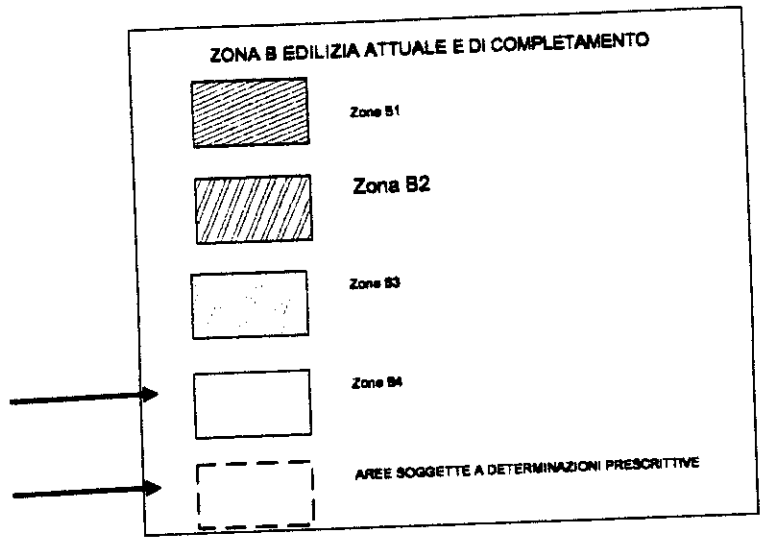 ZONA B EDILIZIA ATTUALE E DI COMPLETAMENTO
Zona B1
Zona B2
Zona B3
Zona B4
AREE SOGGETTE A DETERMINAZIONI PRESCRITTIVE